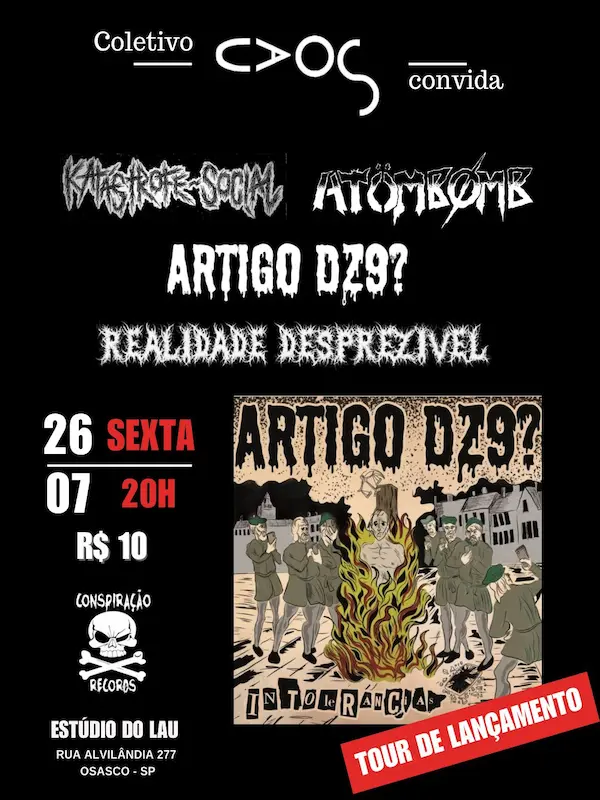 Coletivo
CAOS
convida
KATÁSTROFE-SOCIAL
ATÖMBØMB
ARTIGO DZ9?
REALIDADE DESPREZIVEL
26 SEXTA
07 20H
R$ 10
CONSPIRAÇÃO
RECORDS
ESTÚDIO DO LAU
RUA ALVILÂNDIA 277
OSASCO - SP
ARTIGO DZ9?
INToleRÂNCias
TOUR DE LANÇAMENTO